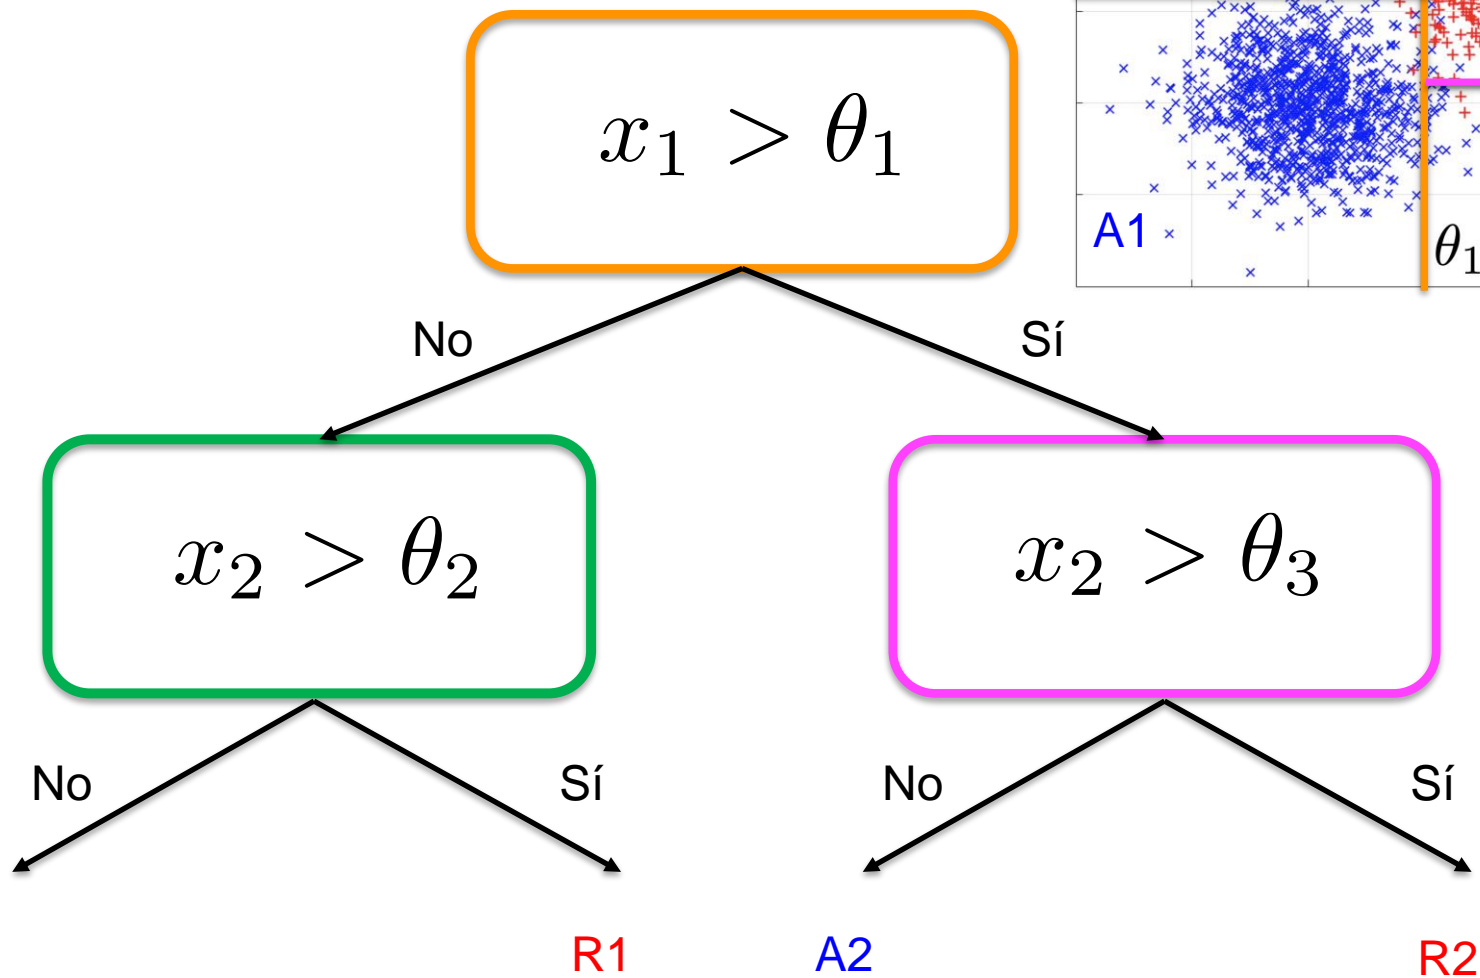 x₁ > θ₁
A1
θ₁
No
Sí
x₂ > θ₂
x₂ > θ₃
No
Sí
No
Sí
R1
A2
R2